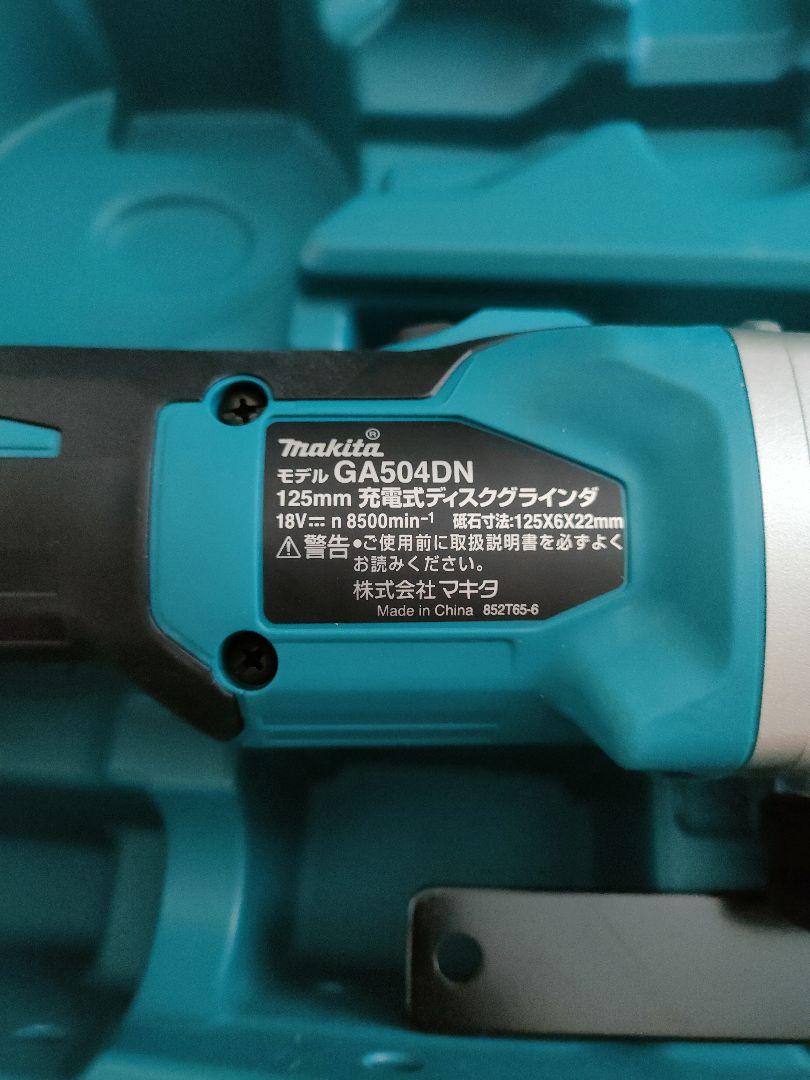 makita®
モデル GA504DN
125mm 充電式ディスクグラインダ
18V⎓ n 8500min⁻¹ 砥石寸法:125X6X22mm
⚠警告 ●ご使用前に取扱説明書を必ずよく
お読みください。
株式会社マキタ
Made in China 852T65-6